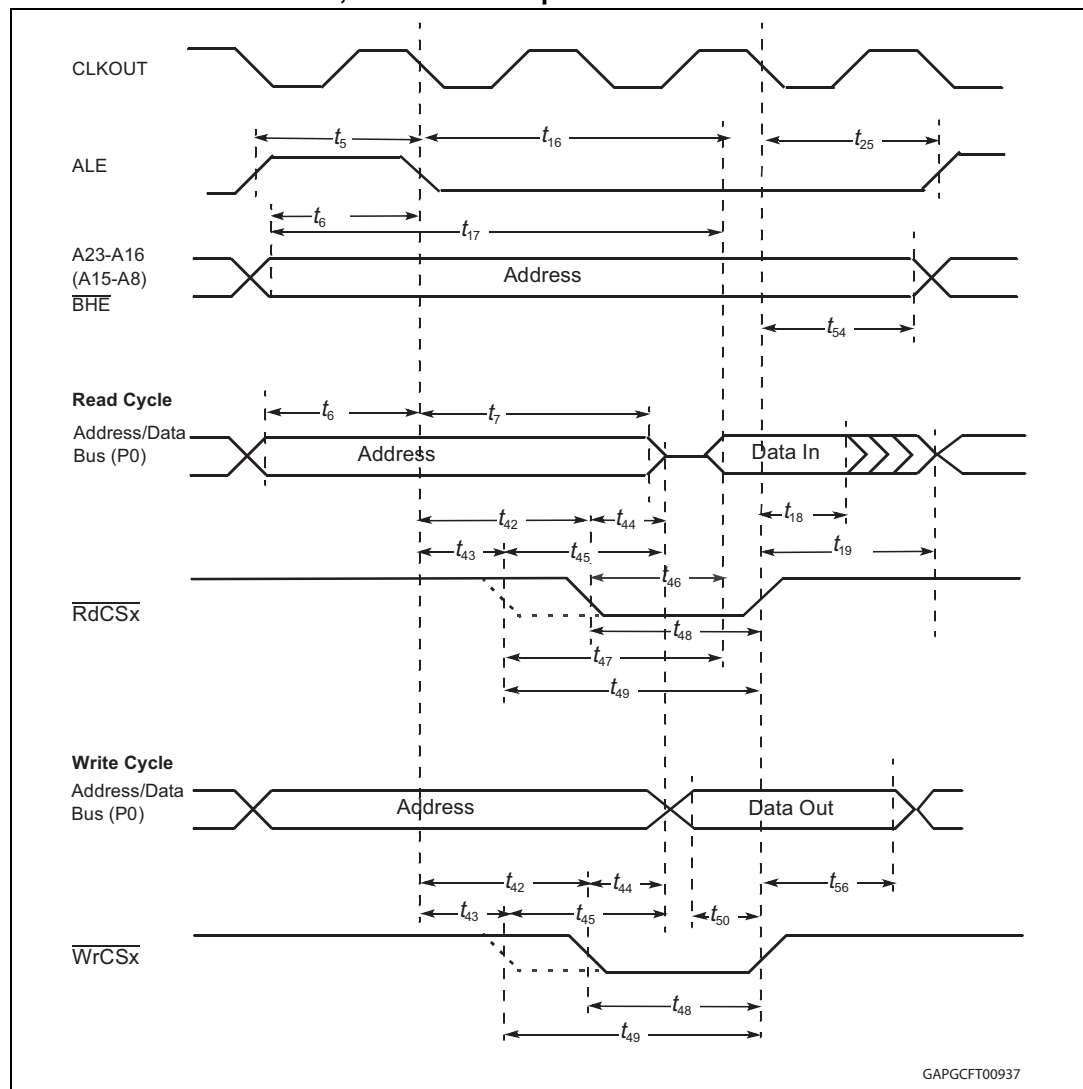 CLKOUT
t5
t16
t25
ALE
t6
t17
A23-A16
(A15-A8)
BHE
Address
t54
Read Cycle
Address/Data
Bus (P0)
t6
t7
Address
Data In
t42
t44
t18
t43
t45
t19
t46
RdCSx
t48
t47
t49
Write Cycle
Address/Data
Bus (P0)
Address
Data Out
t42
t44
t56
t43
t45
t50
WrCSx
t48
t49
GAPGCFT00937